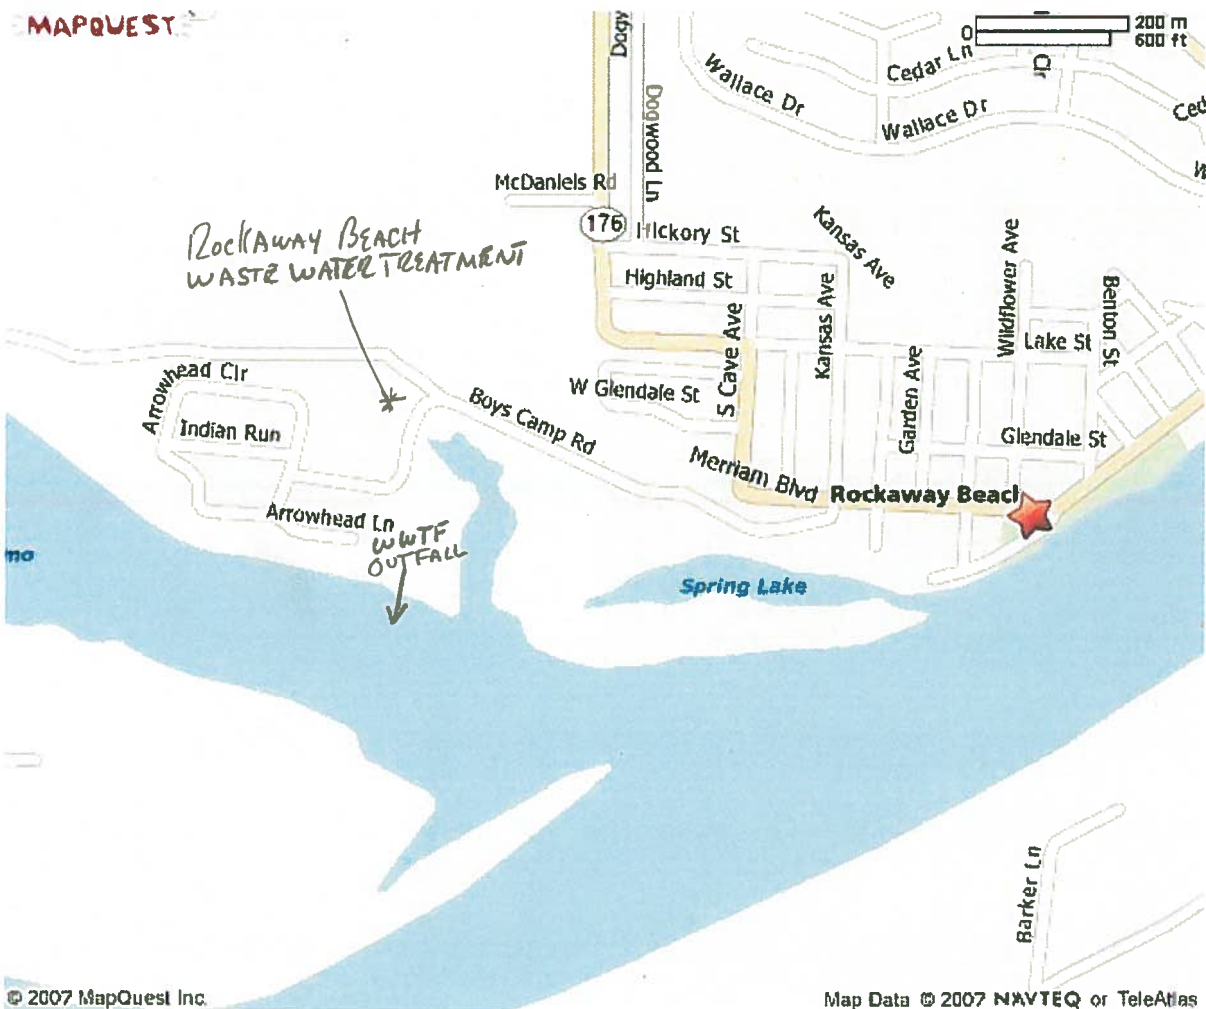 MAPQUEST
200 m
0
600 ft
Dogw
Cedar Ln
Cir
Wallace Dr
Wallace Dr
Ced
W
Dogwood Ln
McDaniels Rd
176
Hickory St
Kansas Ave
ROCKAWAY BEACH
WASTE WATER TREATMENT
Highland St
Kansas Ave
Wildflower Ave
Benton St
S Cave Ave
Lake St
Arrowhead Cir
W Glendale St
Garden Ave
Boys Camp Rd
Indian Run
Glendale St
Merriam Blvd
Rockaway Beach
Arrowhead Ln
WWTF
OUTFALL
mo
Spring Lake
Barker Ln
© 2007 MapQuest Inc
Map Data © 2007 NAVTEQ or TeleAtlas